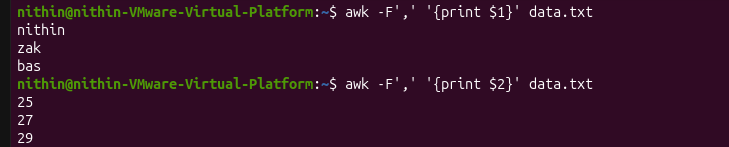 nithin@nithin-VMware-Virtual-Platform:~$ awk -F',' '{print $1}' data.txt
nithin
zak
bas
nithin@nithin-VMware-Virtual-Platform:~$ awk -F',' '{print $2}' data.txt
25
27
29